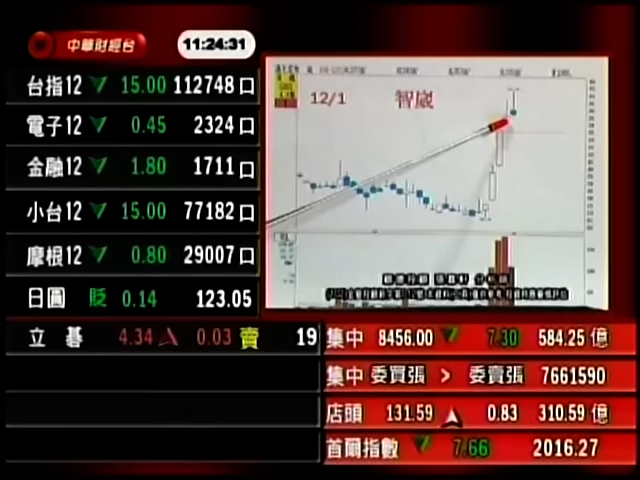 中華財經台 11:24:31
台指12 15.00 112748口
電子12 0.45 2324口
金融12 1.80 1711口
小台12 15.00 77182口
摩根12 0.80 29007口
日圓 貶 0.14 123.05
12/1 智崴
立碁 4.34 0.03 賣 19
集中 8456.00 7.30 584.25 億
集中 委買張 > 委賣張 7661590
店頭 131.59 0.83 310.59 億
首爾指數 7.66 2016.27